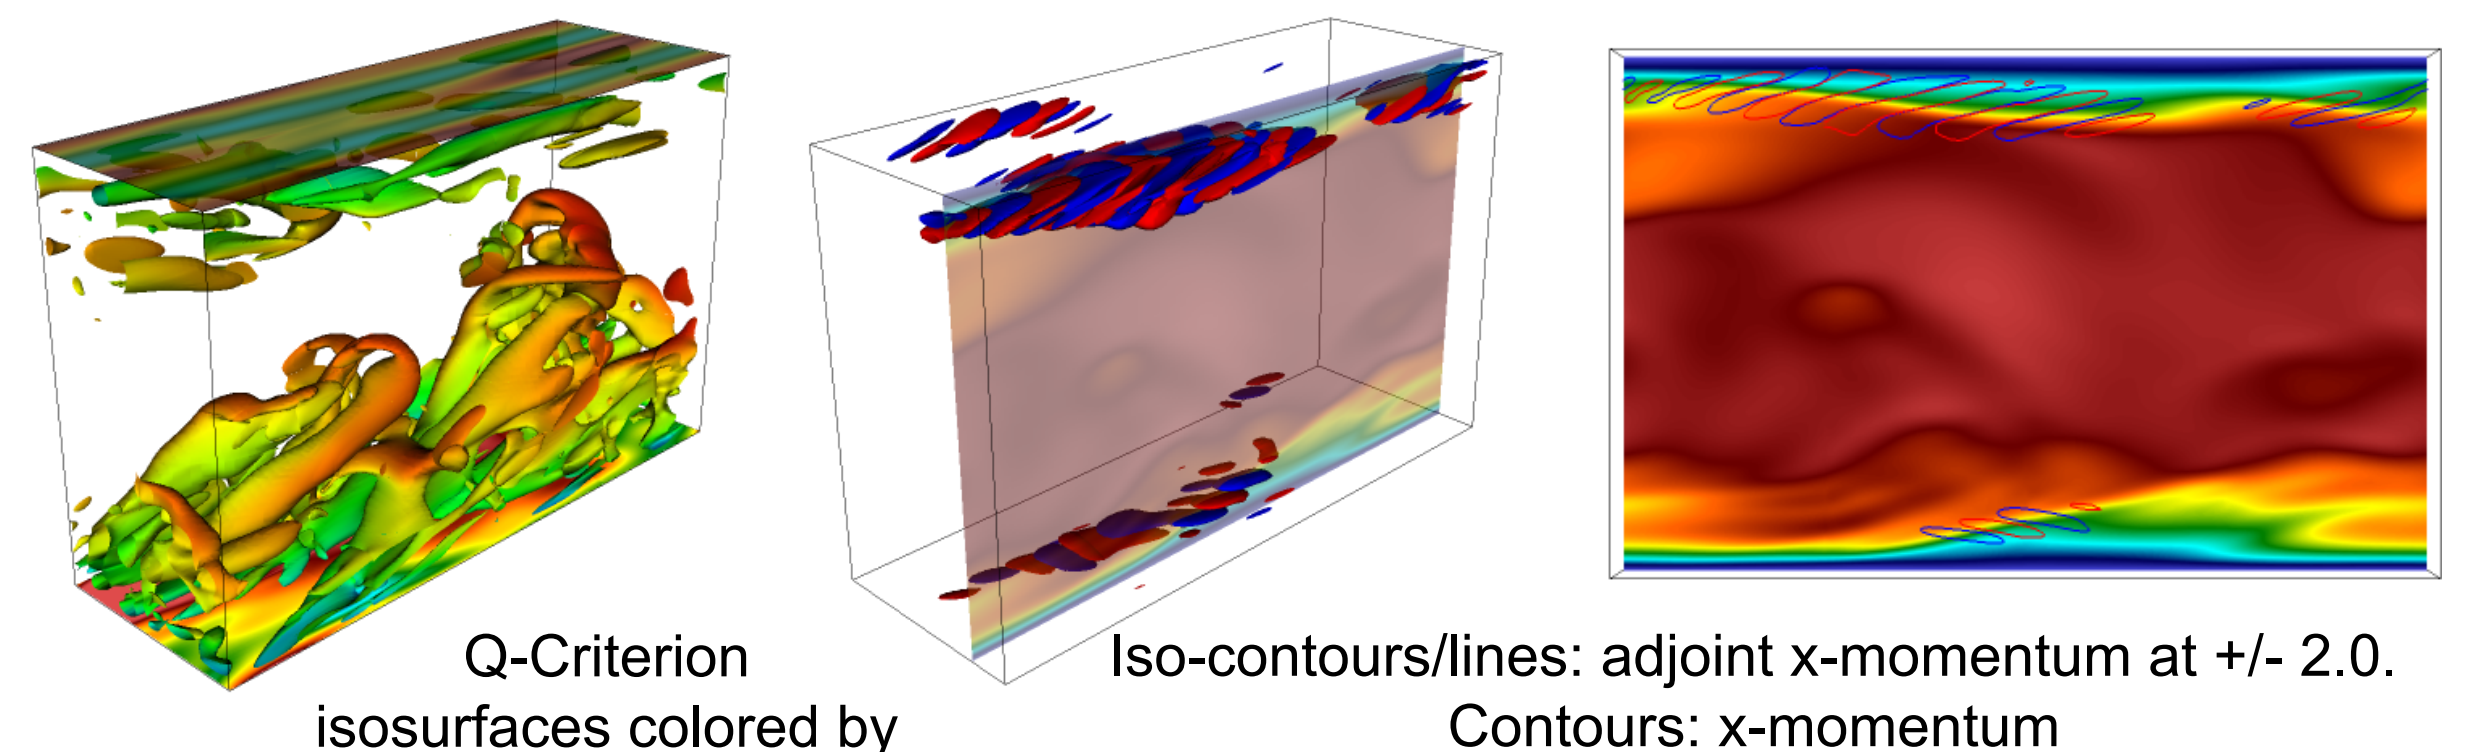 Q-Criterion
isosurfaces colored by
Iso-contours/lines: adjoint x-momentum at +/- 2.0.
Contours: x-momentum